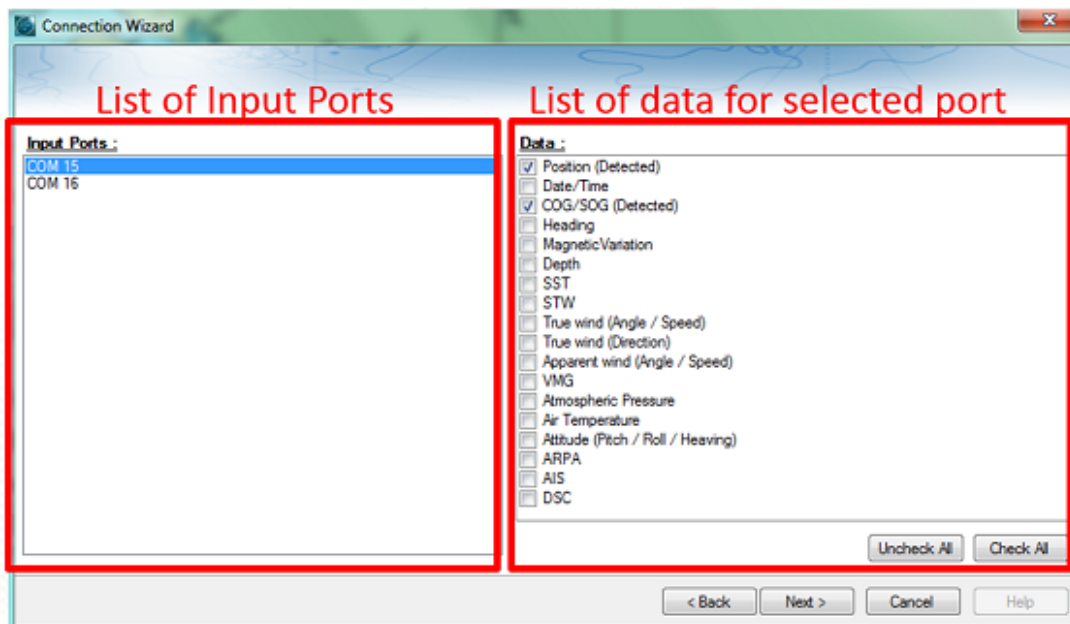 Connection Wizard
List of Input Ports
List of data for selected port
Input Ports :
COM 15
COM 16
Data :
Position (Detected)
Date/Time
COG/SOG (Detected)
Heading
MagneticVariation
Depth
SST
STW
True wind (Angle / Speed)
True wind (Direction)
Apparent wind (Angle / Speed)
VMG
Atmospheric Pressure
Air Temperature
Attitude (Pitch / Roll / Heaving)
ARPA
AIS
DSC
Uncheck All
Check All
< Back
Next >
Cancel
Help